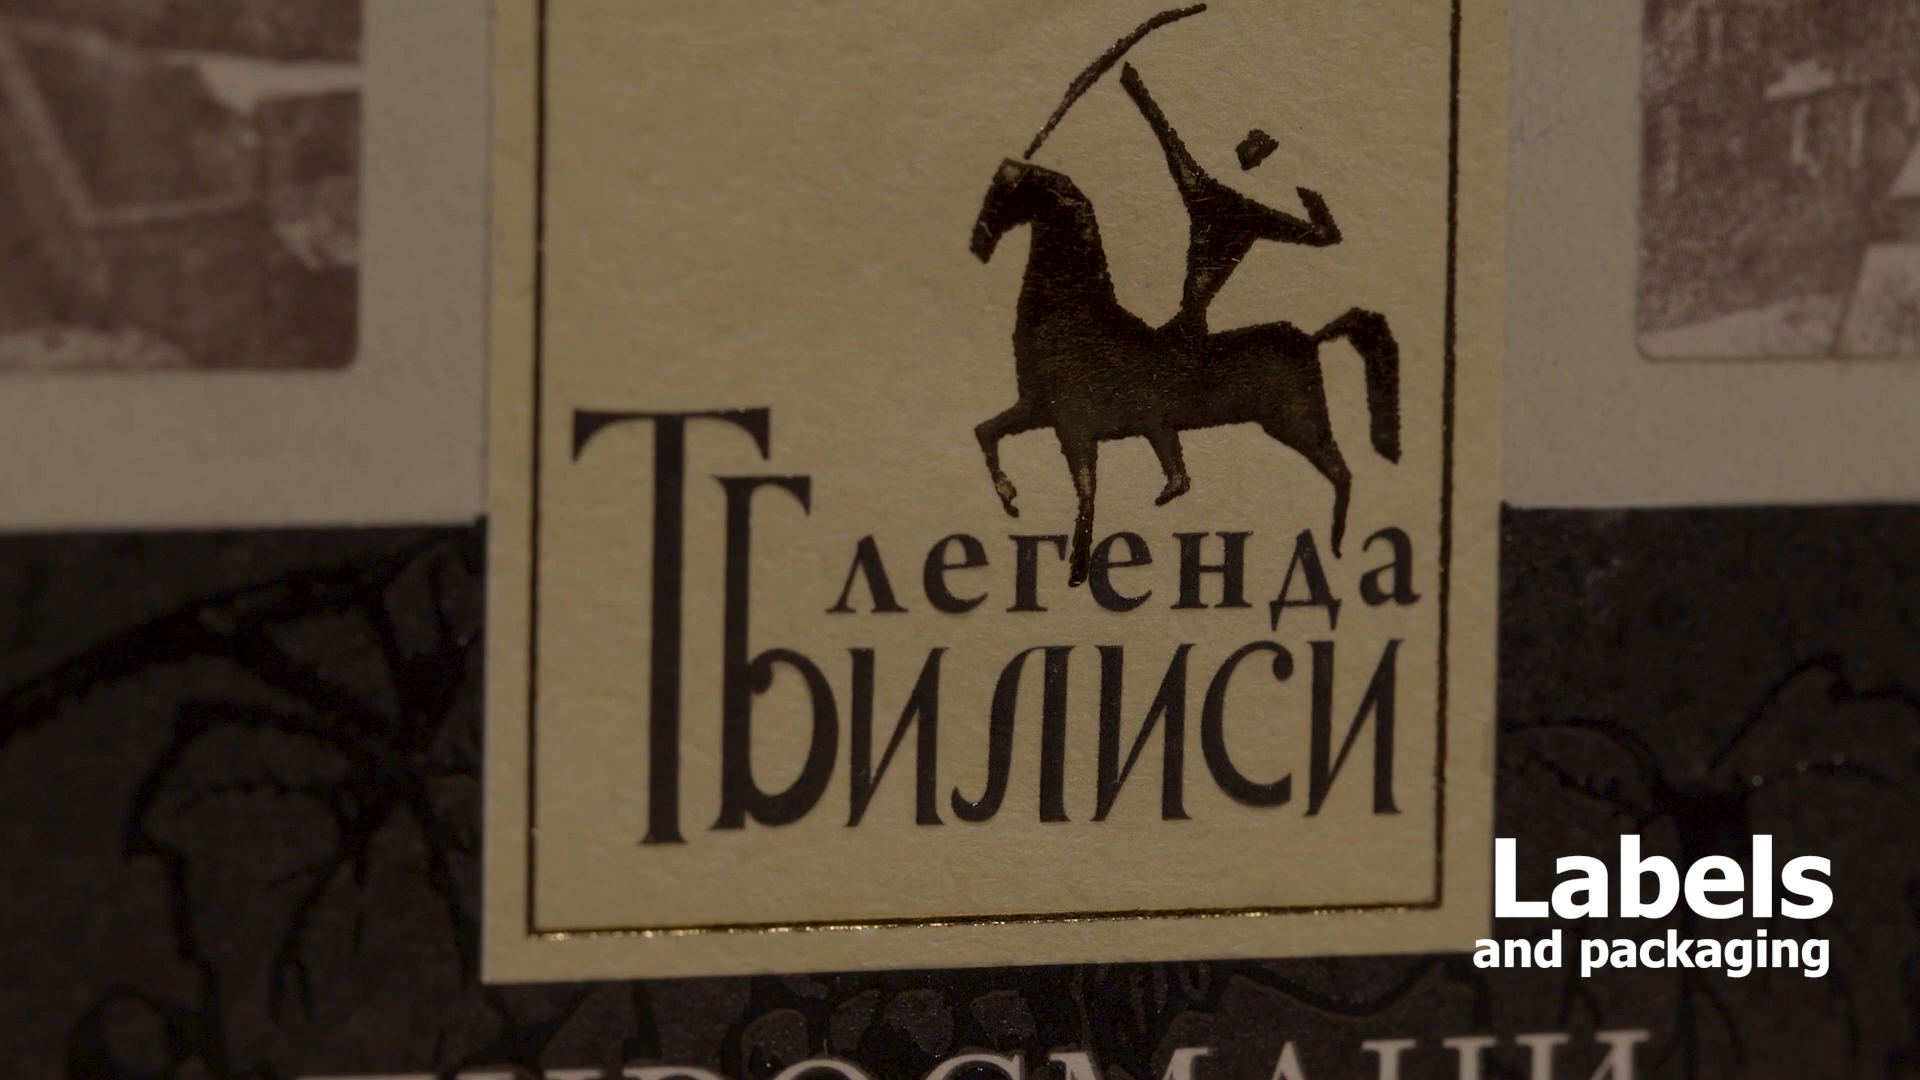 легенда
Тбилиси
Labels
and packaging